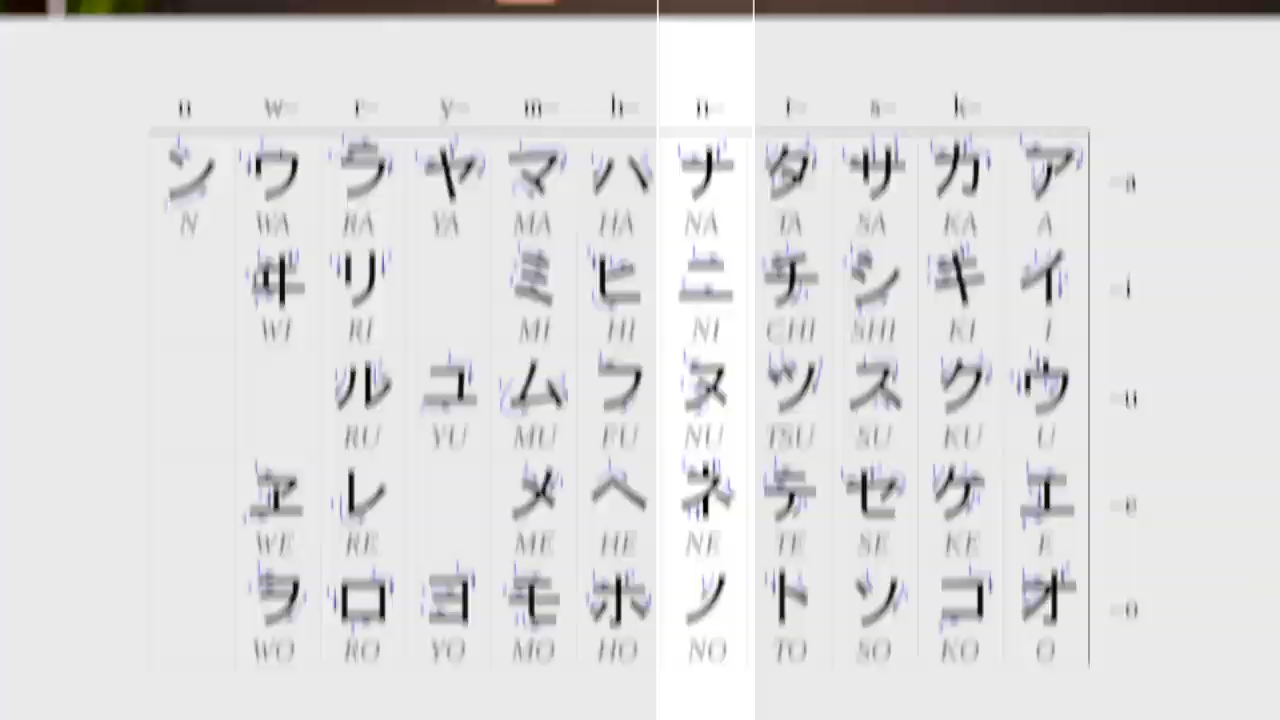 n w- r- y- m- h- n- t- s- k-
ン ワ ラ ヤ マ ハ ナ タ サ カ ア -a
N WA RA YA MA HA NA TA SA KA A
ヰ リ ミ ヒ ニ チ シ キ イ -i
WI RI MI HI NI CHI SHI KI I
ル ユ ム フ ヌ ツ ス ク ウ -u
RU YU MU FU NU TSU SU KU U
ヱ レ メ ヘ ネ テ セ ケ エ -e
WE RE ME HE NE TE SE KE E
ヲ ロ ヨ モ ホ ノ ト ソ コ オ -o
WO RO YO MO HO NO TO SO KO O